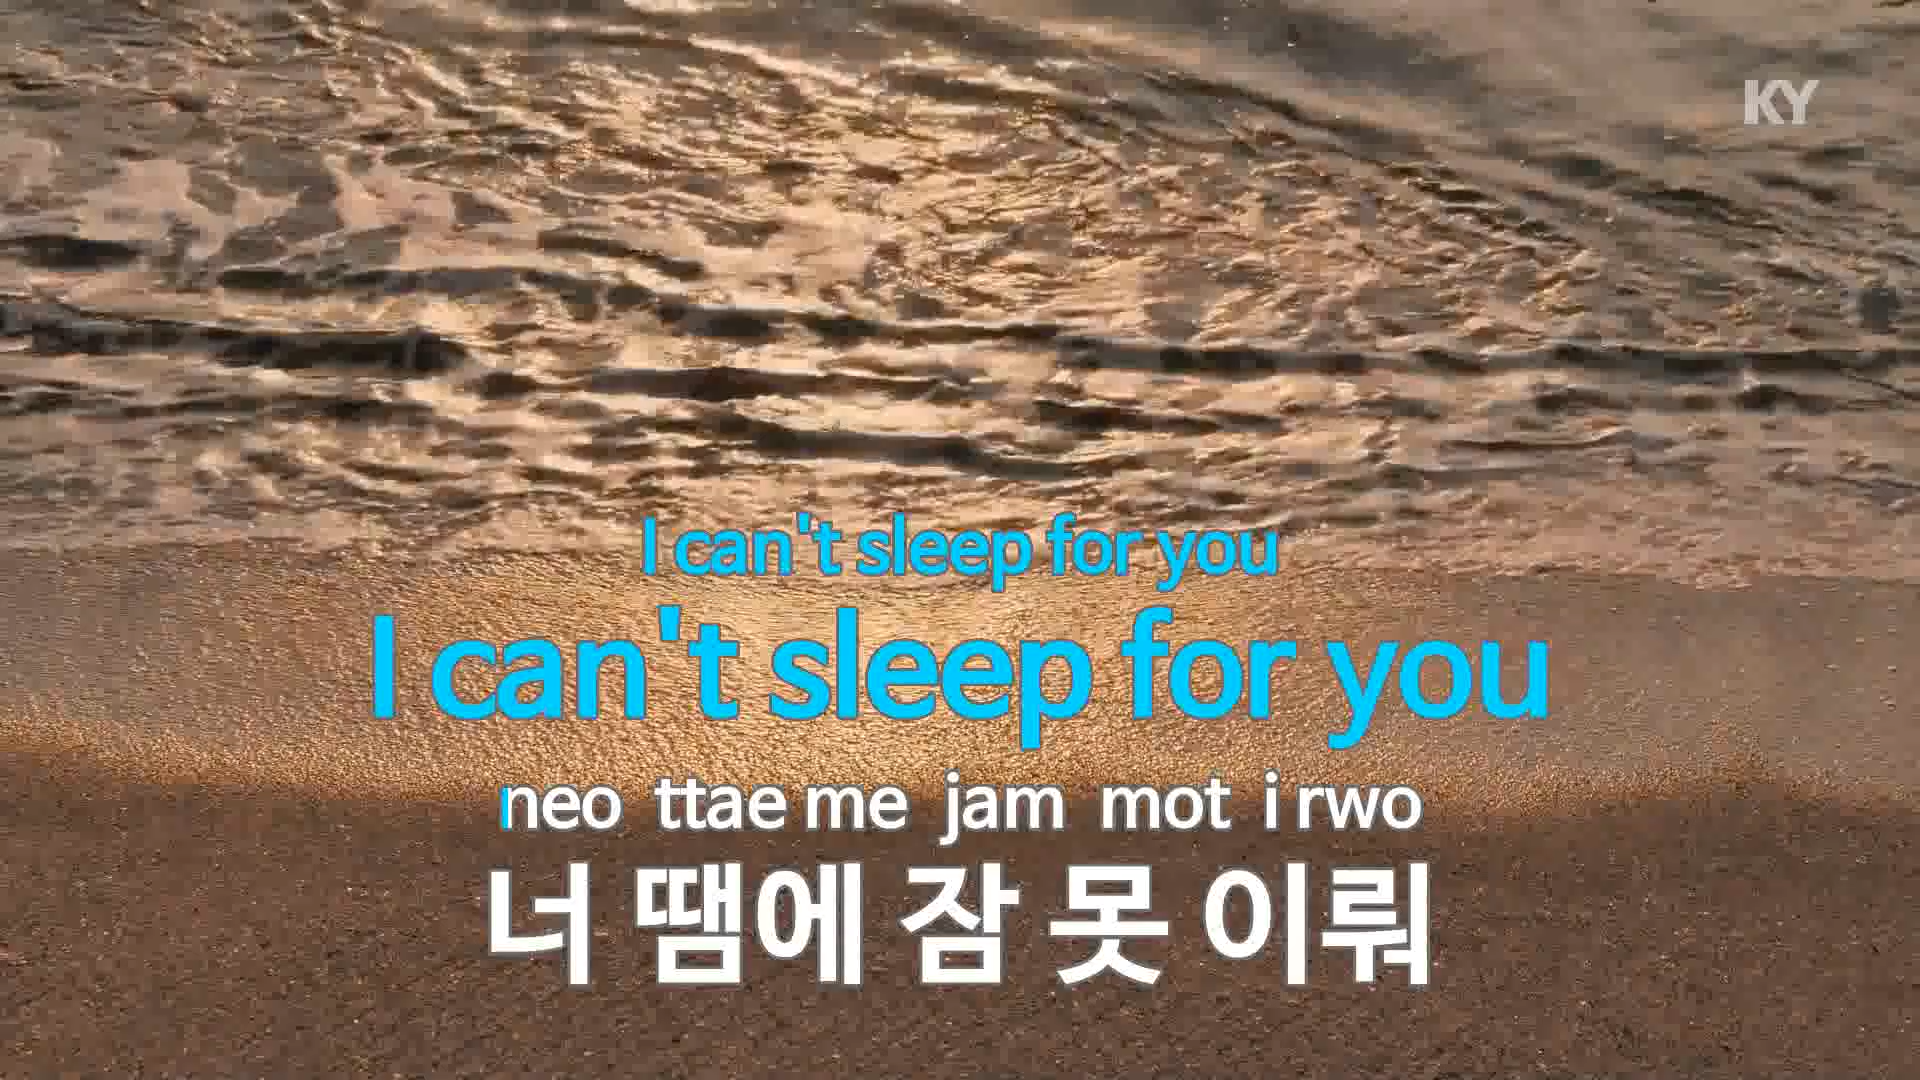 KY
I can't sleep for you
I can't sleep for you
neo ttae me jam mot i rwo
너 땜에 잠 못 이뤄